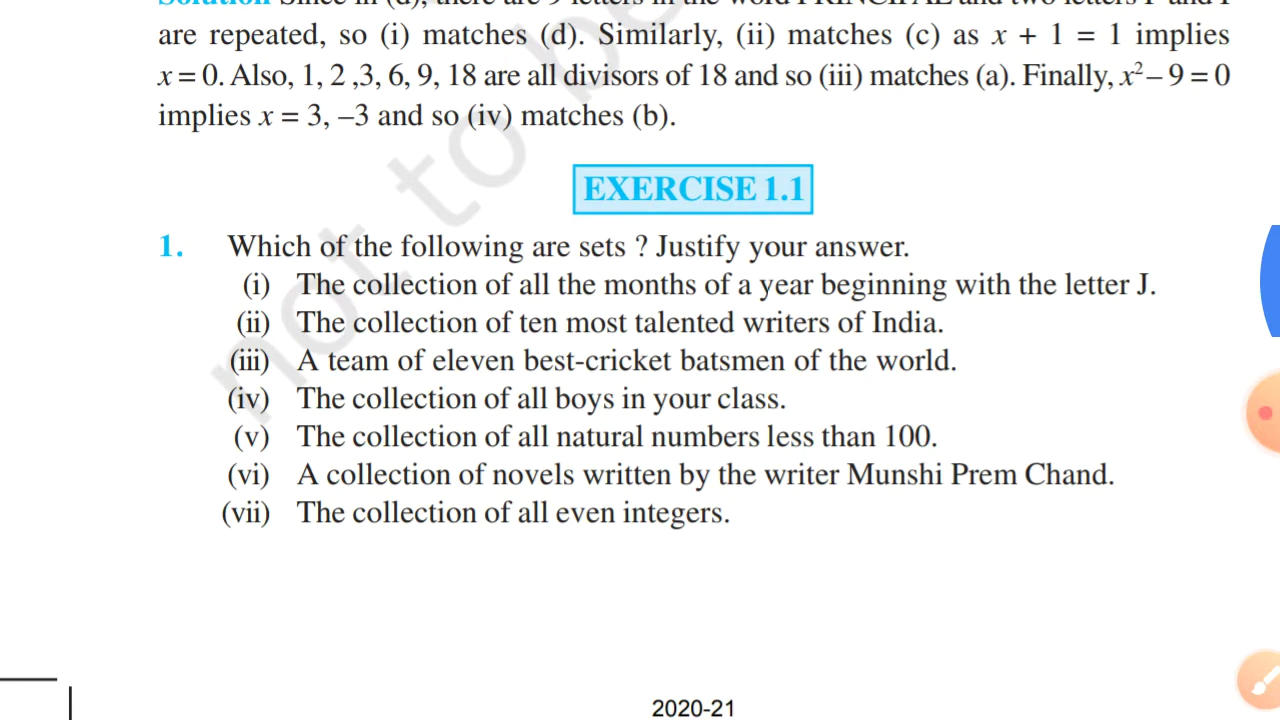 are repeated, so (i) matches (d). Similarly, (ii) matches (c) as x + 1 = 1 implies
x = 0. Also, 1, 2 ,3, 6, 9, 18 are all divisors of 18 and so (iii) matches (a). Finally, x² – 9 = 0
implies x = 3, –3 and so (iv) matches (b).
not to be
EXERCISE 1.1
1. Which of the following are sets ? Justify your answer.
(i) The collection of all the months of a year beginning with the letter J.
(ii) The collection of ten most talented writers of India.
(iii) A team of eleven best-cricket batsmen of the world.
(iv) The collection of all boys in your class.
(v) The collection of all natural numbers less than 100.
(vi) A collection of novels written by the writer Munshi Prem Chand.
(vii) The collection of all even integers.
2020-21